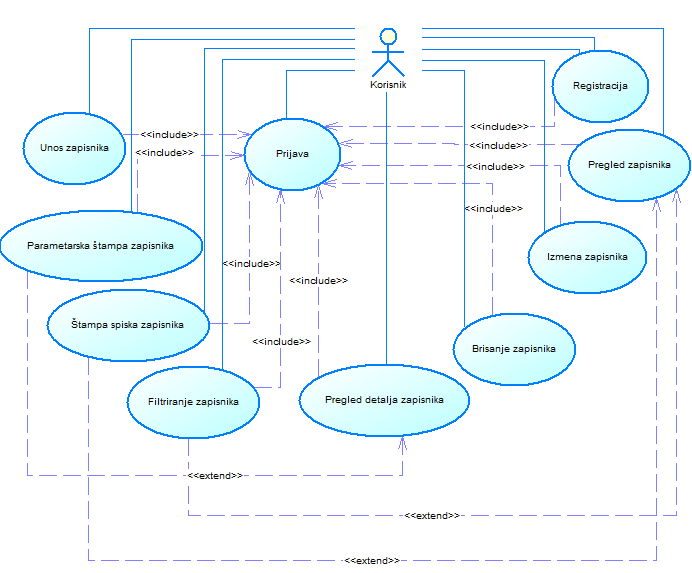 Korisnik
Registracija
<<include>>
Unos zapisnika
<<include>>
<<include>>
Prijava
<<include>>
Pregled zapisnika
<<include>>
<<include>>
Parametarska štampa zapisnika
<<include>>
Izmena zapisnika
<<include>>
Štampa spiska zapisnika
<<include>>
Brisanje zapisnika
Filtriranje zapisnika
Pregled detalja zapisnika
<<extend>>
<<extend>>
<<extend>>